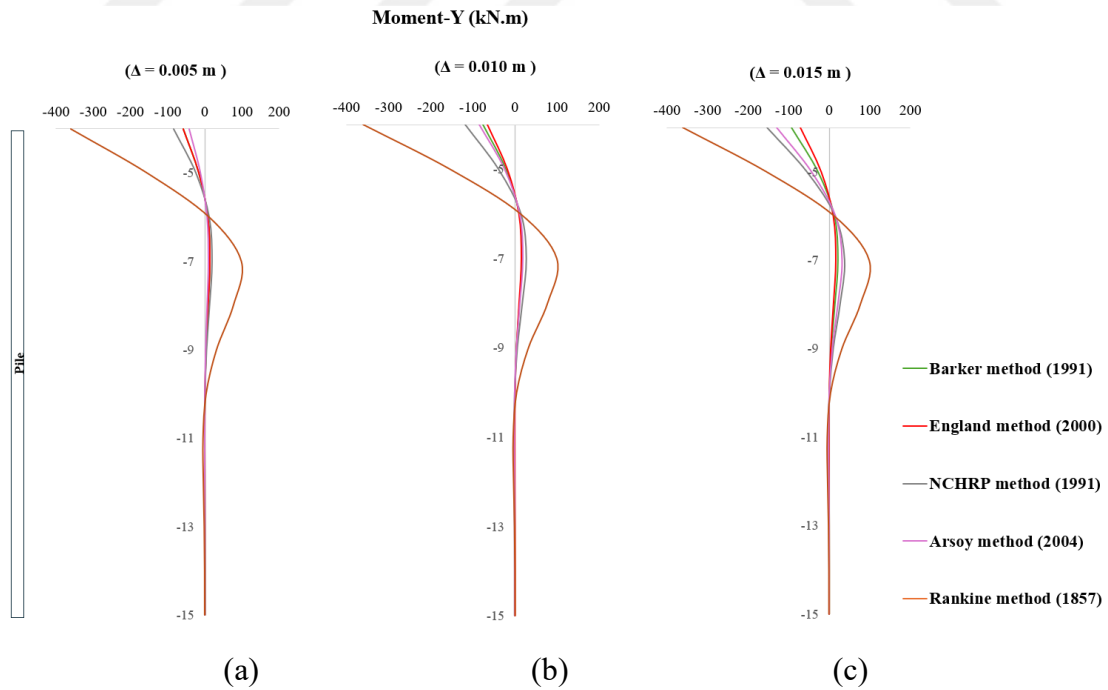 Moment-Y (kN.m)
(Δ = 0.005 m )
(Δ = 0.010 m )
(Δ = 0.015 m )
-400 -300 -200 -100 0 100 200
-400 -300 -200 -100 0 100 200
-400 -300 -200 -100 0 100 200
Pile
-5
-7
-9
-11
-13
-15
-5
-7
-9
-11
-13
-15
-5
-7
-9
-11
-13
-15
Barker method (1991)
England method (2000)
NCHRP method (1991)
Arsoy method (2004)
Rankine method (1857)
(a)
(b)
(c)